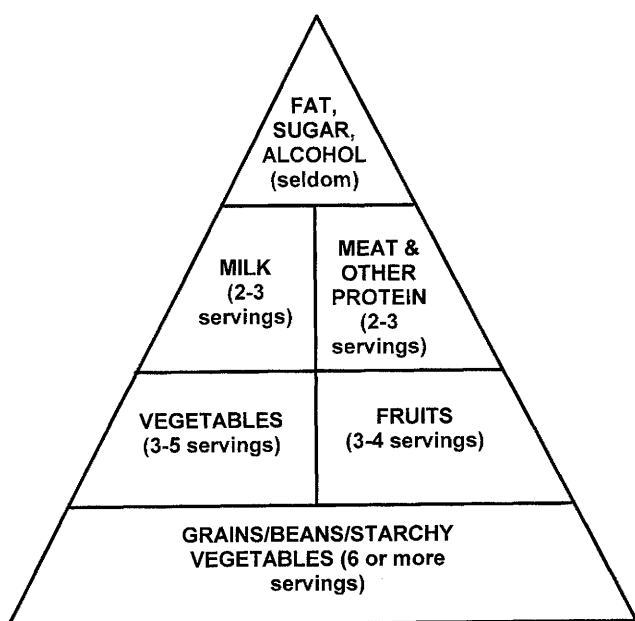 FAT,
SUGAR,
ALCOHOL
(seldom)
MILK
(2-3
servings)
MEAT &
OTHER
PROTEIN
(2-3
servings)
VEGETABLES
(3-5 servings)
FRUITS
(3-4 servings)
GRAINS/BEANS/STARCHY
VEGETABLES (6 or more
servings)